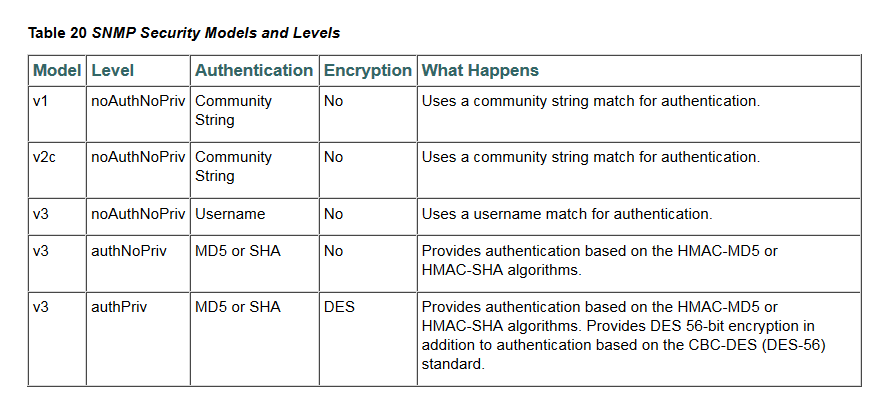 Table 20 SNMP Security Models and Levels
Model Level Authentication Encryption What Happens
v1 noAuthNoPriv Community No Uses a community string match for authentication.
String
v2c noAuthNoPriv Community No Uses a community string match for authentication.
String
v3 noAuthNoPriv Username No Uses a username match for authentication.
v3 authNoPriv MD5 or SHA No Provides authentication based on the HMAC-MD5 or
HMAC-SHA algorithms.
v3 authPriv MD5 or SHA DES Provides authentication based on the HMAC-MD5 or
HMAC-SHA algorithms. Provides DES 56-bit encryption in
addition to authentication based on the CBC-DES (DES-56)
standard.